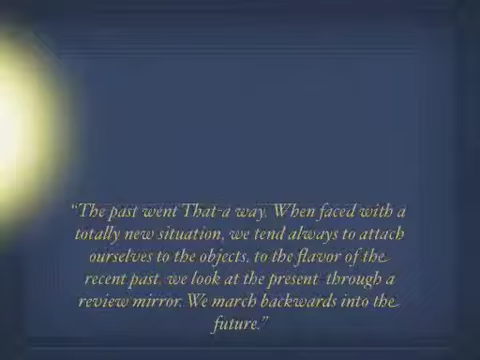 “The past went That-a way. When faced with a
totally new situation, we tend always to attach
ourselves to the objects, to the flavor of the
recent past, we look at the present through a
review mirror. We march backwards into the
future.”